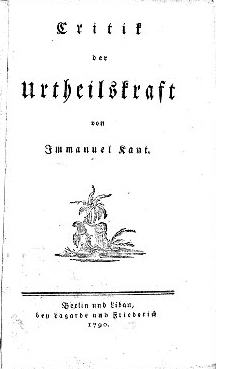 Critik
der
Urtheilskraft
von
Immanuel Kant.
Berlin und Libau,
bey Lagarde und Friederich
1790.